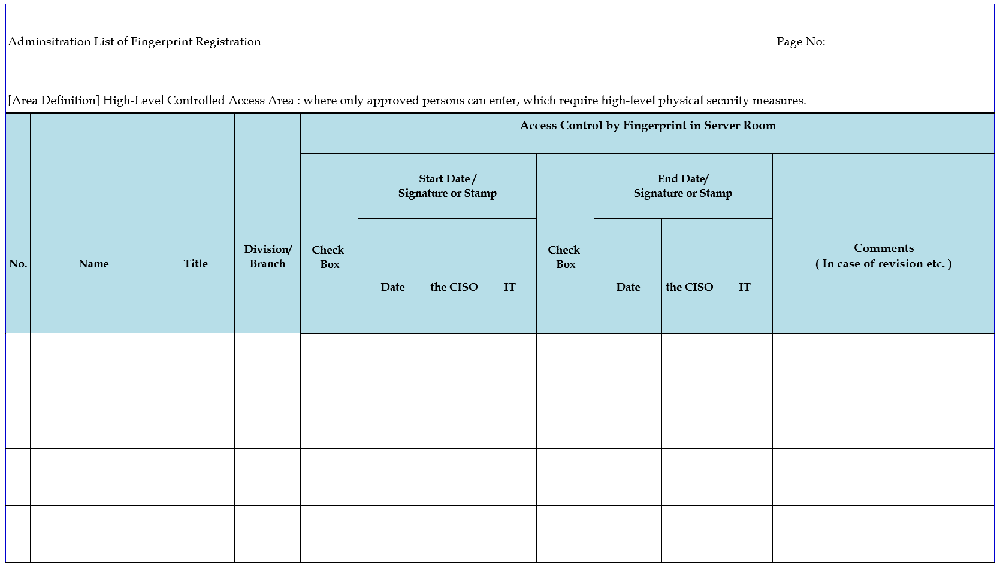 Adminsitration List of Fingerprint Registration
Page No: _________________
[Area Definition] High-Level Controlled Access Area : where only approved persons can enter, which require high-level physical security measures.
Access Control by Fingerprint in Server Room
No.
Name
Title
Division/
Branch
Check
Box
Start Date /
Signature or Stamp
Date
the CISO
IT
Check
Box
End Date/
Signature or Stamp
Date
the CISO
IT
Comments
( In case of revision etc. )